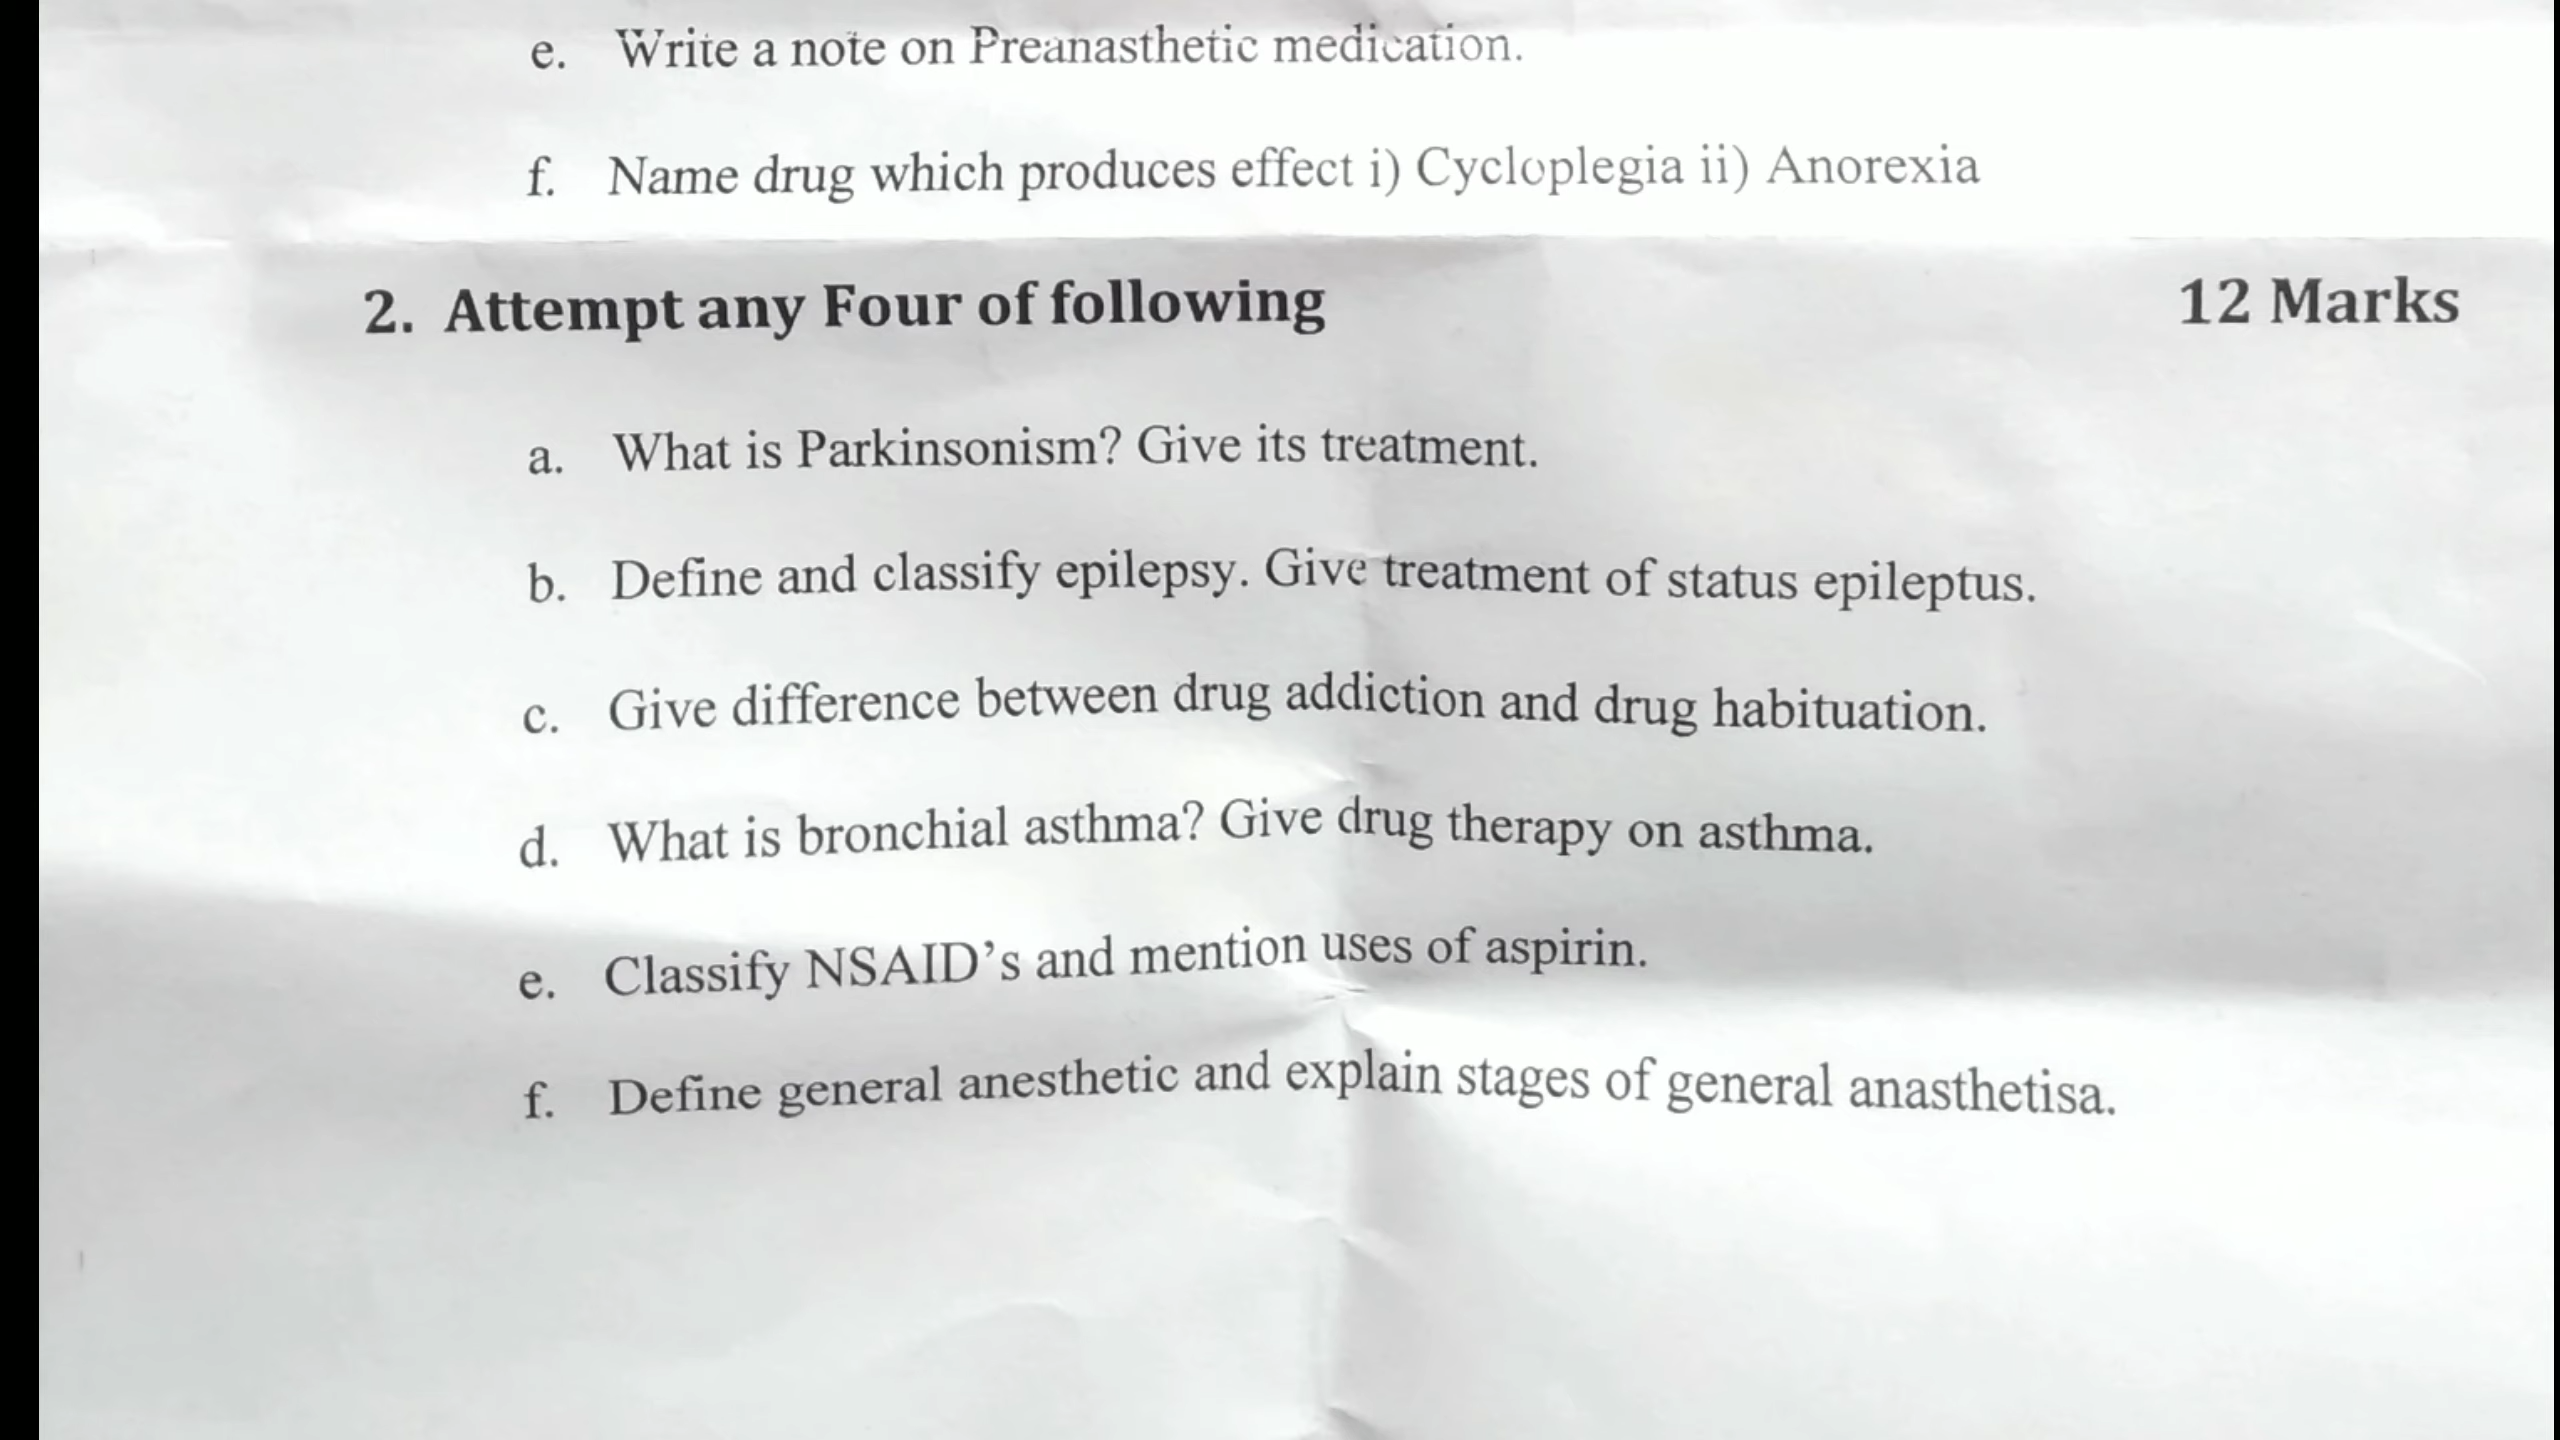 e. Write a note on Preanasthetic medication.
f. Name drug which produces effect i) Cycloplegia ii) Anorexia
2. Attempt any Four of following 12 Marks
a. What is Parkinsonism? Give its treatment.
b. Define and classify epilepsy. Give treatment of status epileptus.
c. Give difference between drug addiction and drug habituation.
d. What is bronchial asthma? Give drug therapy on asthma.
e. Classify NSAID’s and mention uses of aspirin.
f. Define general anesthetic and explain stages of general anasthetisa.